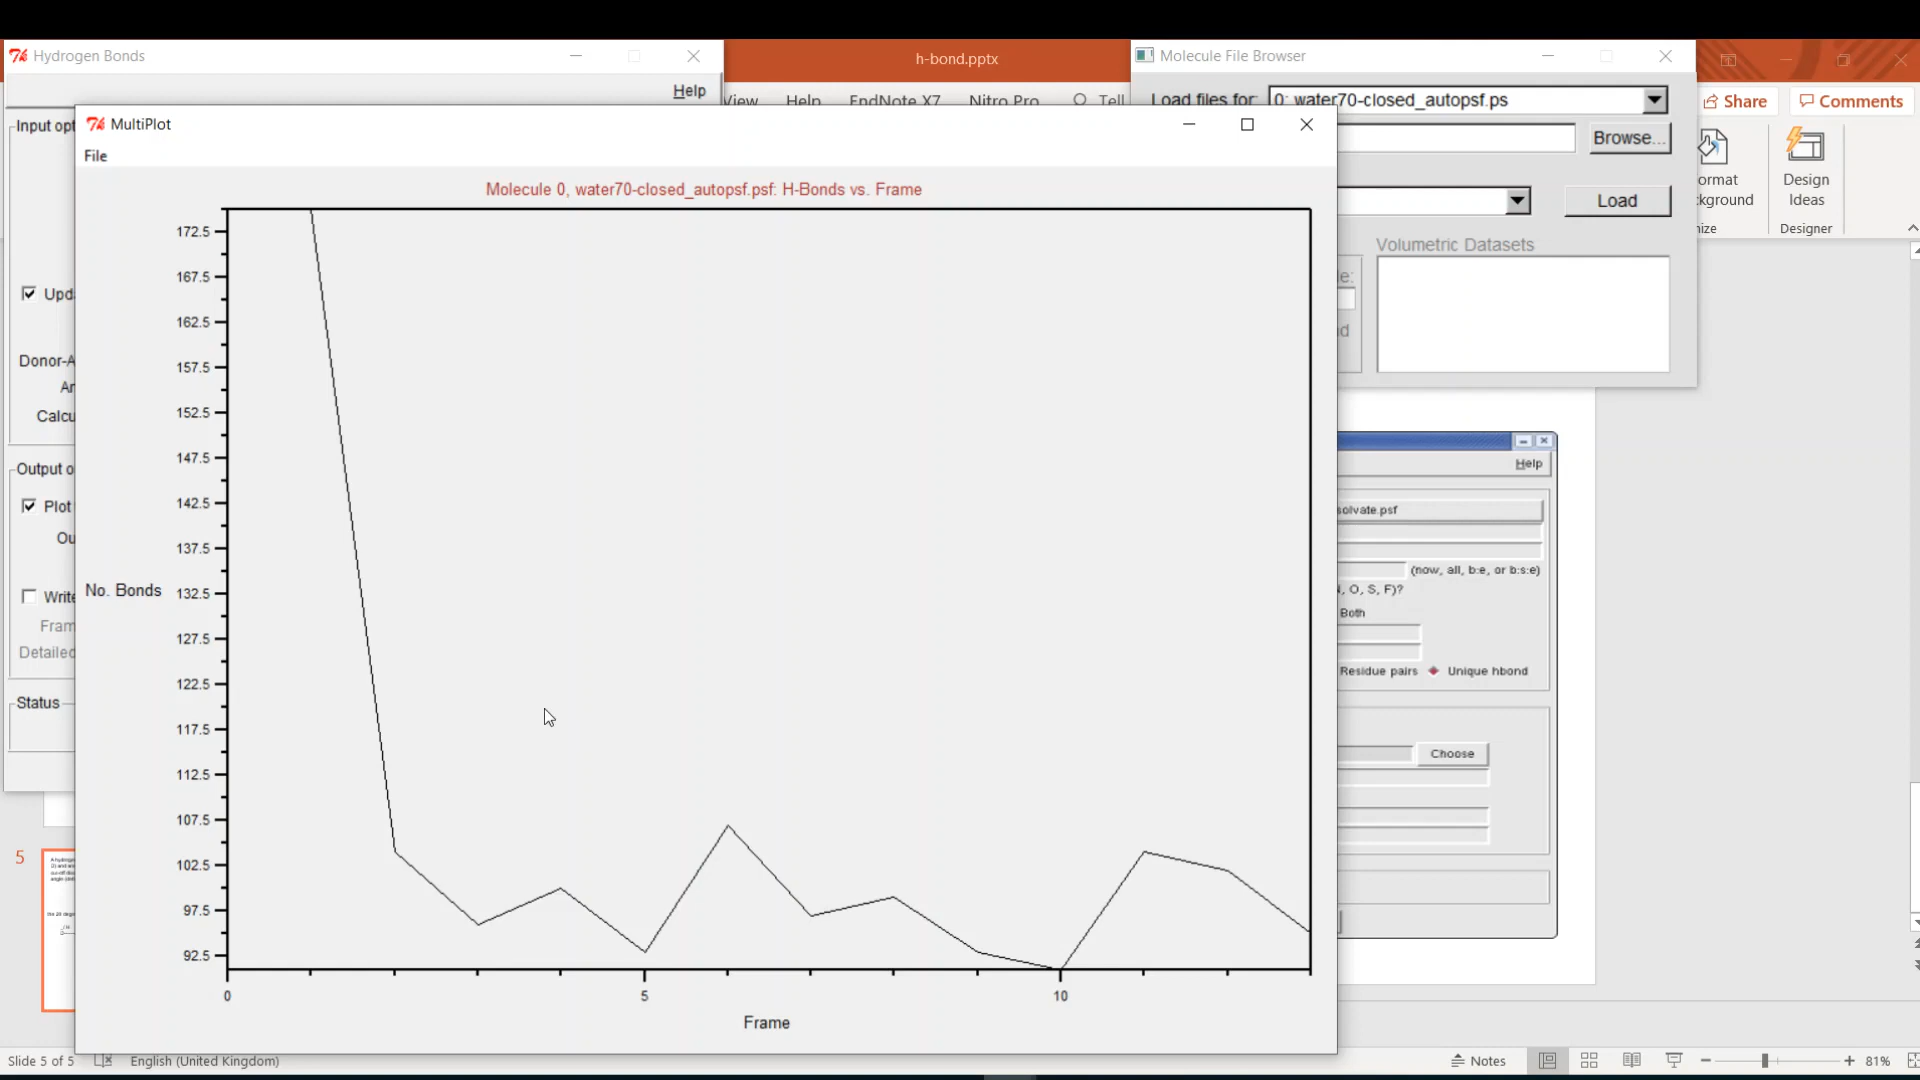 Hydrogen Bonds
Help
h-bond.pptx
View Help EndNote X7 Nitro Pro Tell
Molecule File Browser
Load files for: 0: water70-closed_autopsf.ps
Browse...
Load
Volumetric Datasets
Share
Comments
Design
Ideas
Designer
Input opt
Donor-A
Output o
Plot
Write
Detailed
Status
MultiPlot
File
Molecule 0, water70-closed_autopsf.psf: H-Bonds vs. Frame
172.5
167.5
162.5
157.5
152.5
147.5
142.5
137.5
No. Bonds 132.5
127.5
122.5
117.5
112.5
107.5
102.5
97.5
92.5
0 5 10
Frame
Help
solvate.psf
(now, all, b:e, or b:s:e)
, O, S, F)?
Both
Residue pairs Unique hbond
Choose
5
Slide 5 of 5 English (United Kingdom) Notes 81%